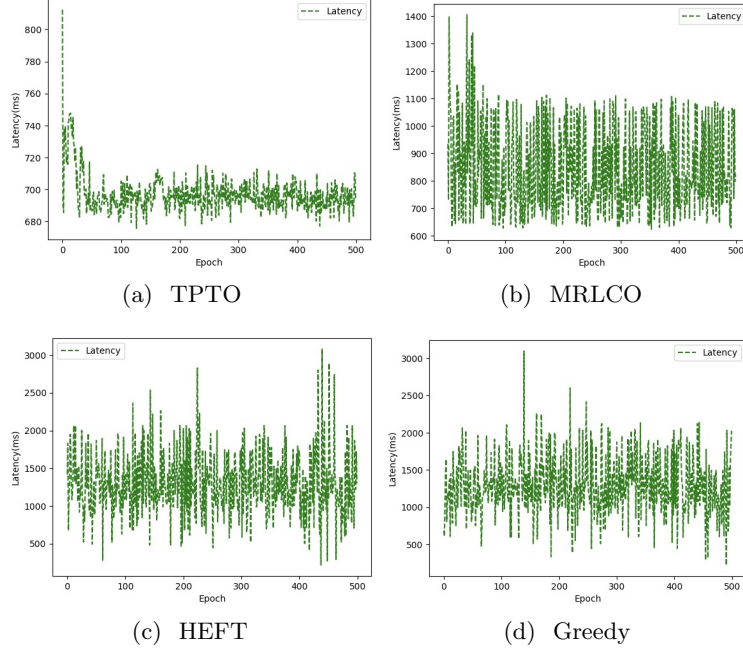 Latency
800
780
760
740
720
700
680
Latency(ms)
0 100 200 300 400 500
Epoch
(a) TPTO
Latency
1400
1300
1200
1100
1000
900
800
700
600
Latency(ms)
0 100 200 300 400 500
Epoch
(b) MRLCO
Latency
3000
2500
2000
1500
1000
500
Latency(ms)
0 100 200 300 400 500
Epoch
(c) HEFT
Latency
3000
2500
2000
1500
1000
500
Latency(ms)
0 100 200 300 400 500
Epoch
(d) Greedy